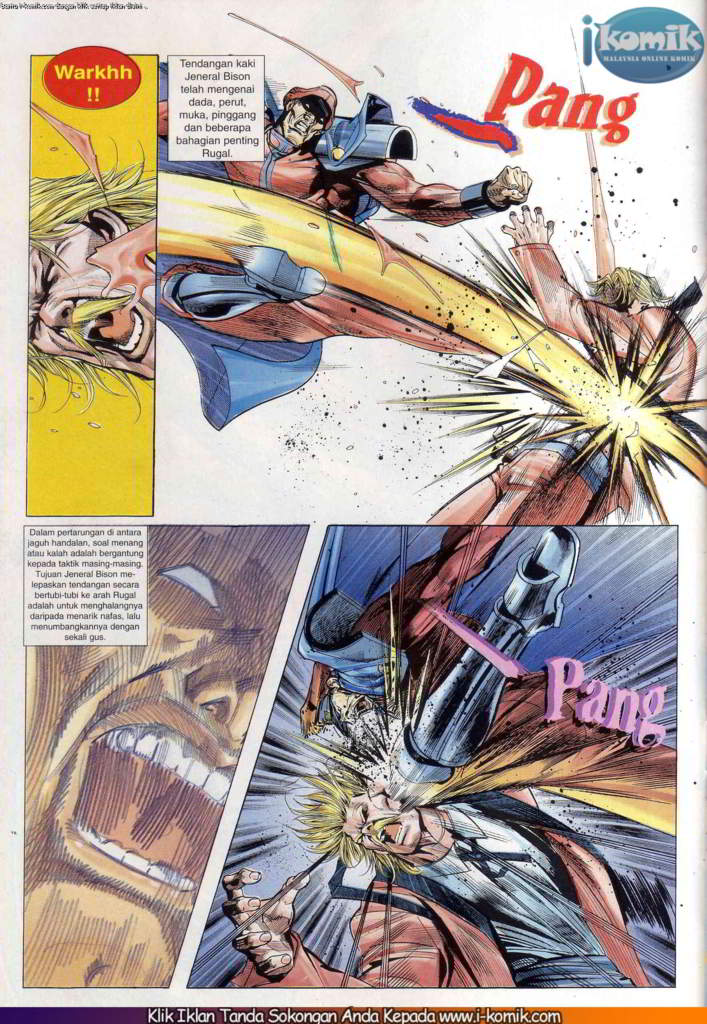 ikomik
MALAYSIA ONLINE KOMIK
Warkhh
!!
Tendangan kaki
Jeneral Bison
telah mengenai
dada, perut,
muka, pinggang
dan beberapa
bahagian penting
Rugal.
Pang
Dalam pertarungan di antara
jaguh handalan, soal menang
atau kalah adalah bergantung
kepada taktik masing-masing.
Tujuan Jeneral Bison me-
lepaskan tendangan secara
bertubi-tubi ke arah Rugal
adalah untuk menghalangnya
daripada menarik nafas, lalu
menumbangkannya dengan
sekali gus.
Pang
Klik Iklan Tanda Sokongan Anda Kepada www.i-komik.com